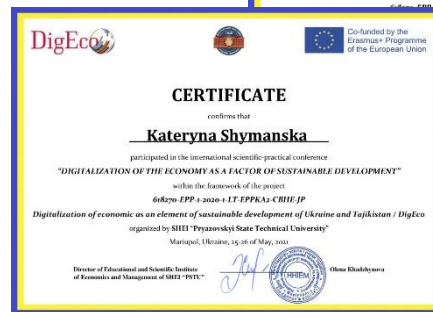 618270-EPP
DigEco
Co-funded by the
Erasmus+ Programme
of the European Union
CERTIFICATE
confirms that
Kateryna Shymanska
participated in the international scientific-practical conference
"DIGITALIZATION OF THE ECONOMY AS A FACTOR OF SUSTAINABLE DEVELOPMENT"
within the framework of the project
618270-EPP-1-2020-1-LT-EPPKA2-CBHE-JP
Digitalization of economic as an element of sustainable development of Ukraine and Tajikistan / DigEco
organized by SHEI "Pryazovskyi State Technical University"
Mariupol, Ukraine, 25-26 of May, 2021
Director of Educational and Scientific Institute
of Economics and Management of SHEI "PSTU"
Olena Khadzhynova